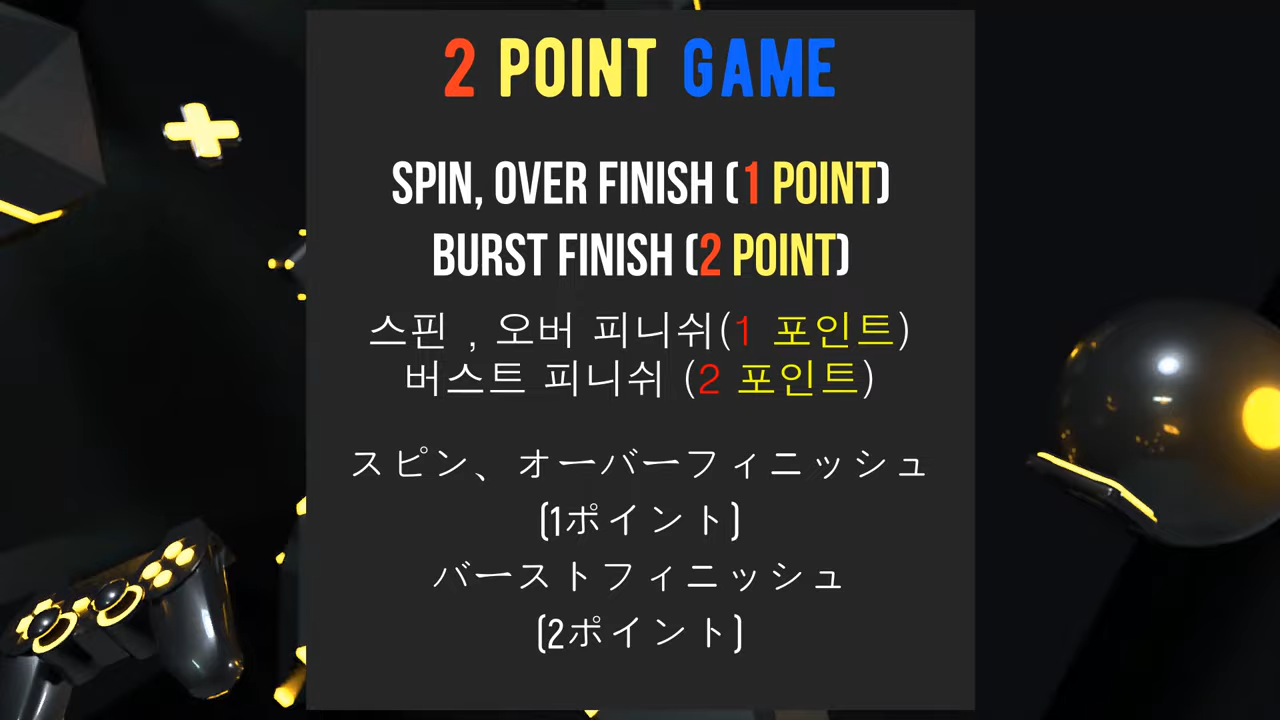 2 POINT GAME
SPIN, OVER FINISH (1 POINT)
BURST FINISH (2 POINT)
스핀 , 오버 피니쉬(1 포인트)
버스트 피니쉬 (2 포인트)
スピン、オーバーフィニッシュ
(1ポイント)
バーストフィニッシュ
(2ポイント)